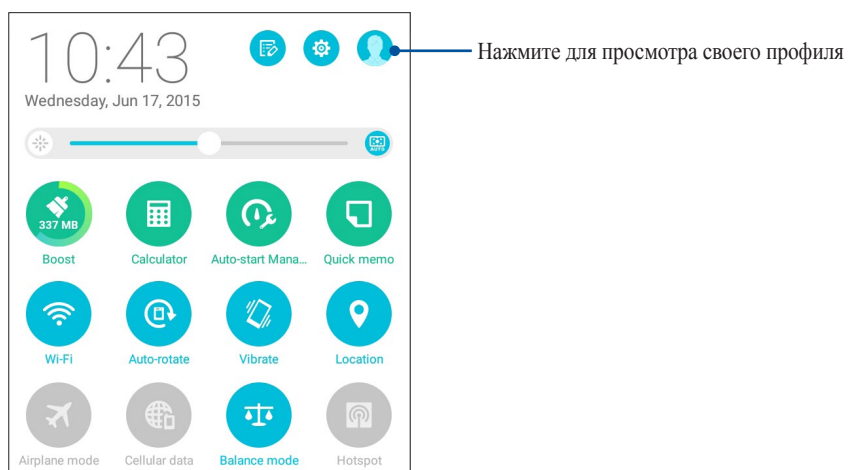 10:43
Нажмите для просмотра своего профиля
Wednesday, Jun 17, 2015
AUTO
337 MB
Boost Calculator Auto-start Mana... Quick memo
Wi-Fi Auto-rotate Vibrate Location
Airplane mode Cellular data Balance mode Hotspot